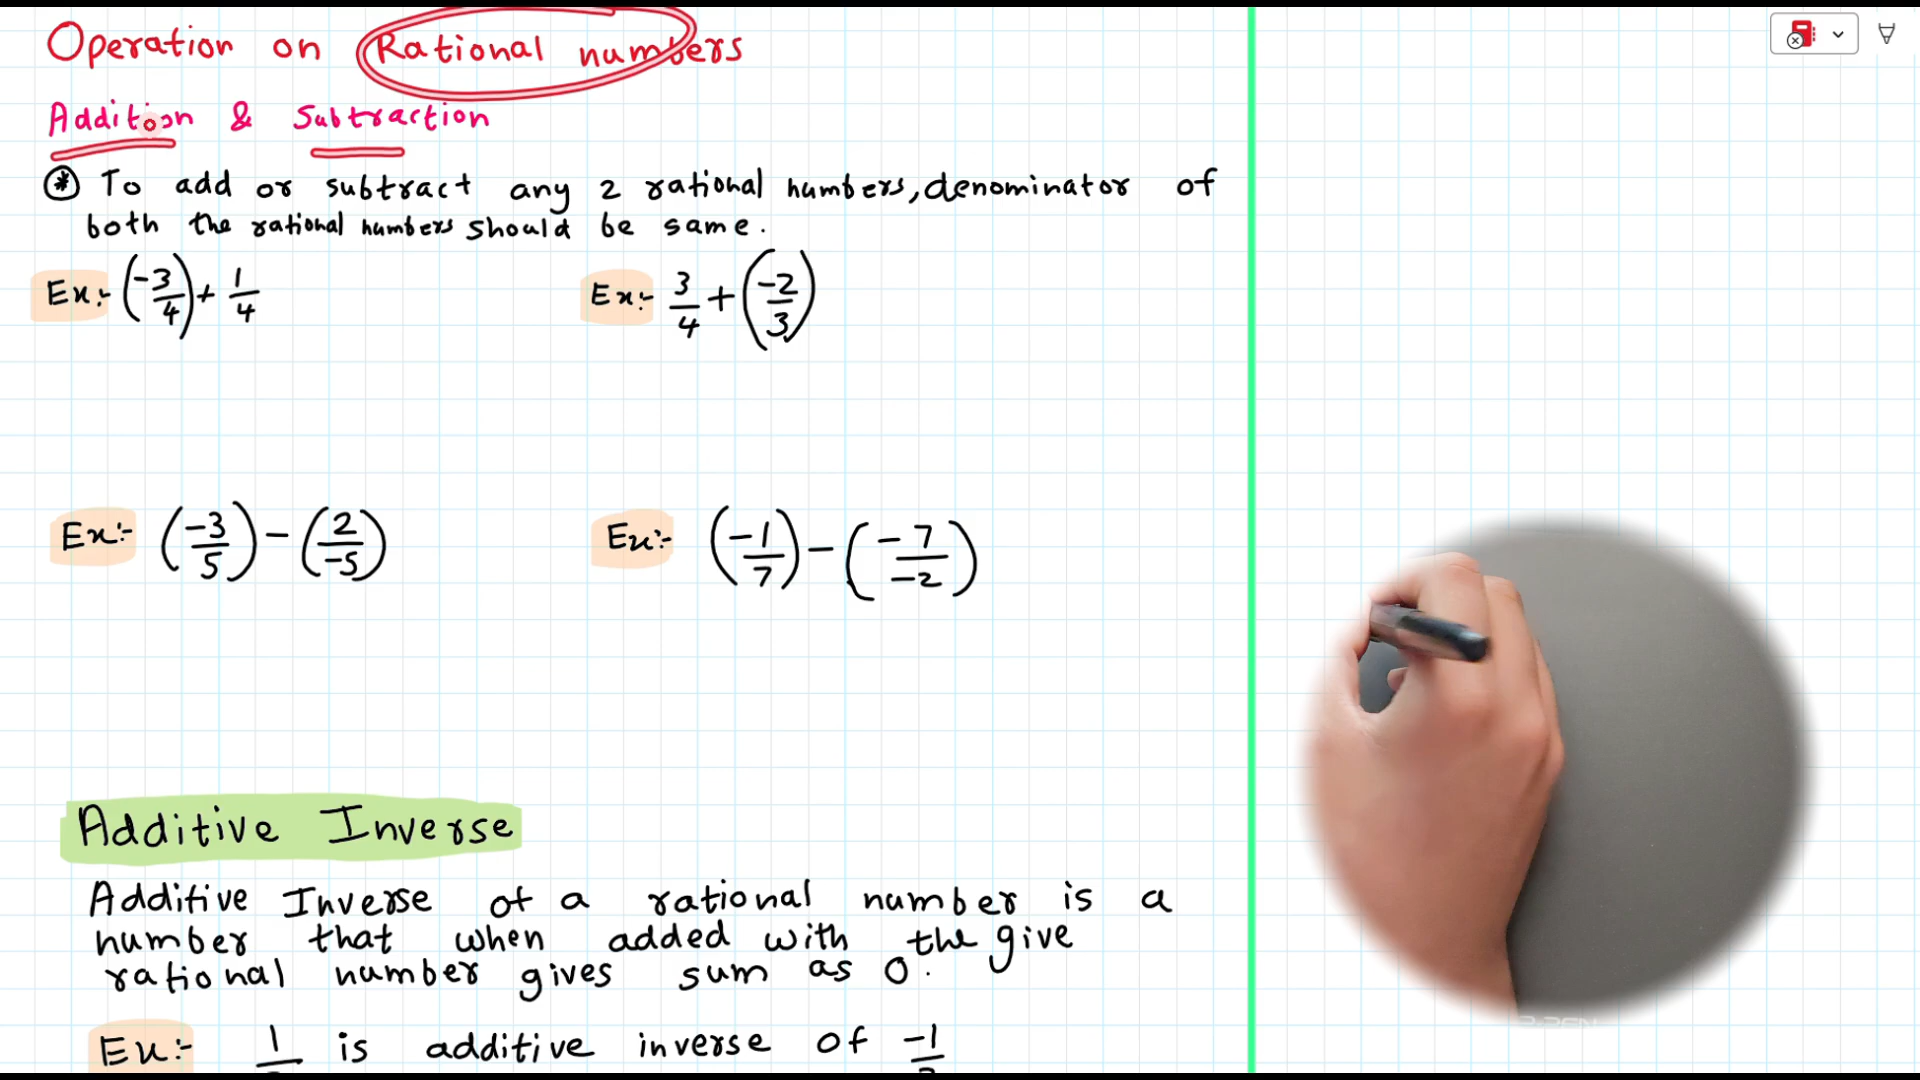 Operation on Rational numbers
Addition & Subtraction
* To add or subtract any 2 rational numbers, denominator of
both the rational numbers should be same.
Ex:- (-3/4) + 1/4
Ex:- 3/4 + (-2/3)
Ex:- (-3/5) - (2/-5)
Ex:- (-1/7) - (-7/-2)
Additive Inverse
Additive Inverse of a rational number is a
number that when added with the give
rational number gives sum as 0.
Ex:- 1 is additive inverse of -1